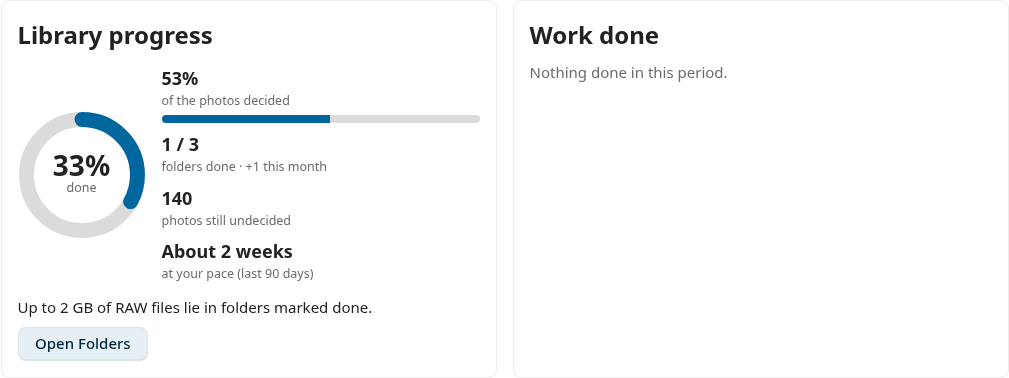 Library progress
53%
of the photos decided
1 / 3
folders done · +1 this month
33%
done
140
photos still undecided
About 2 weeks
at your pace (last 90 days)
Up to 2 GB of RAW files lie in folders marked done.
Open Folders
Work done
Nothing done in this period.